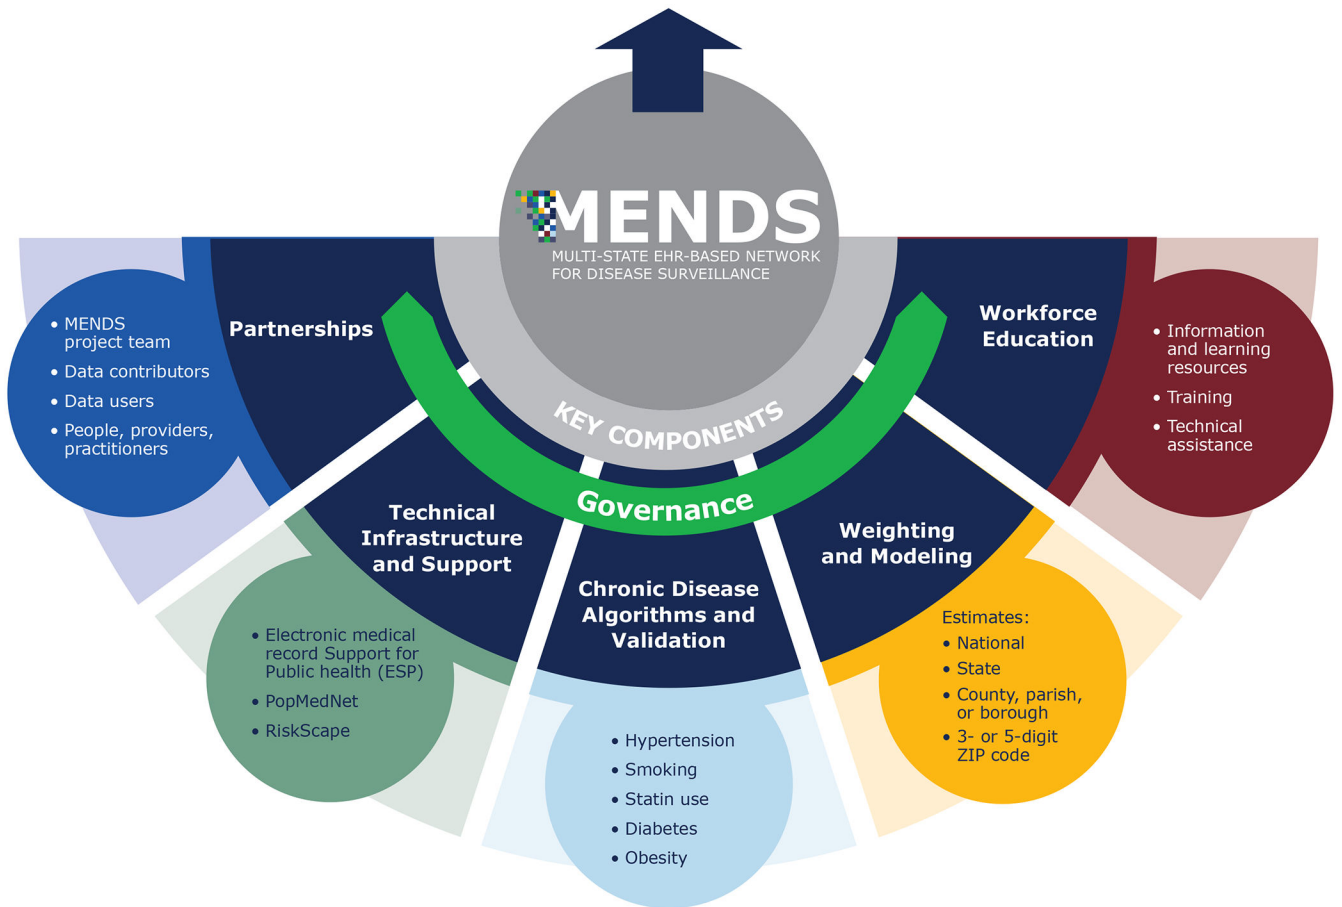 MENDS
MULTI-STATE EHR-BASED NETWORK
FOR DISEASE SURVEILLANCE
KEY COMPONENTS
Governance
Partnerships
• MENDS
project team
• Data contributors
• Data users
• People, providers,
practitioners
Technical
Infrastructure
and Support
• Electronic medical
record Support for
Public health (ESP)
• PopMedNet
• RiskScape
Chronic Disease
Algorithms and
Validation
• Hypertension
• Smoking
• Statin use
• Diabetes
• Obesity
Weighting
and Modeling
Estimates:
• National
• State
• County, parish,
or borough
• 3- or 5-digit
ZIP code
Workforce
Education
• Information
and learning
resources
• Training
• Technical
assistance